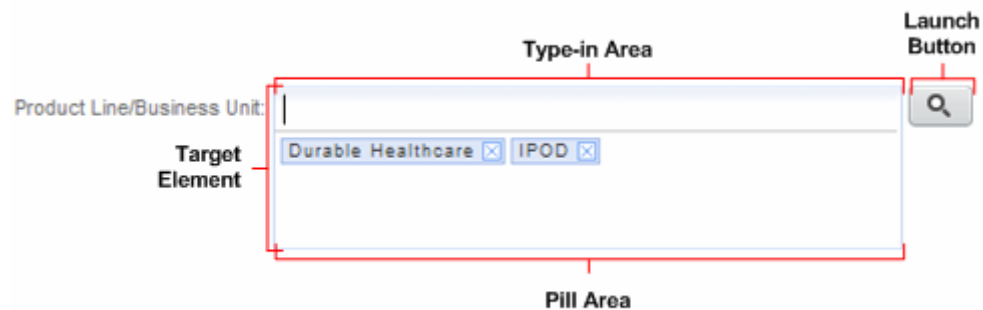 Launch
Button
Type-in Area
Product Line/Business Unit:
Target
Element
Durable Healthcare
IPOD
Pill Area